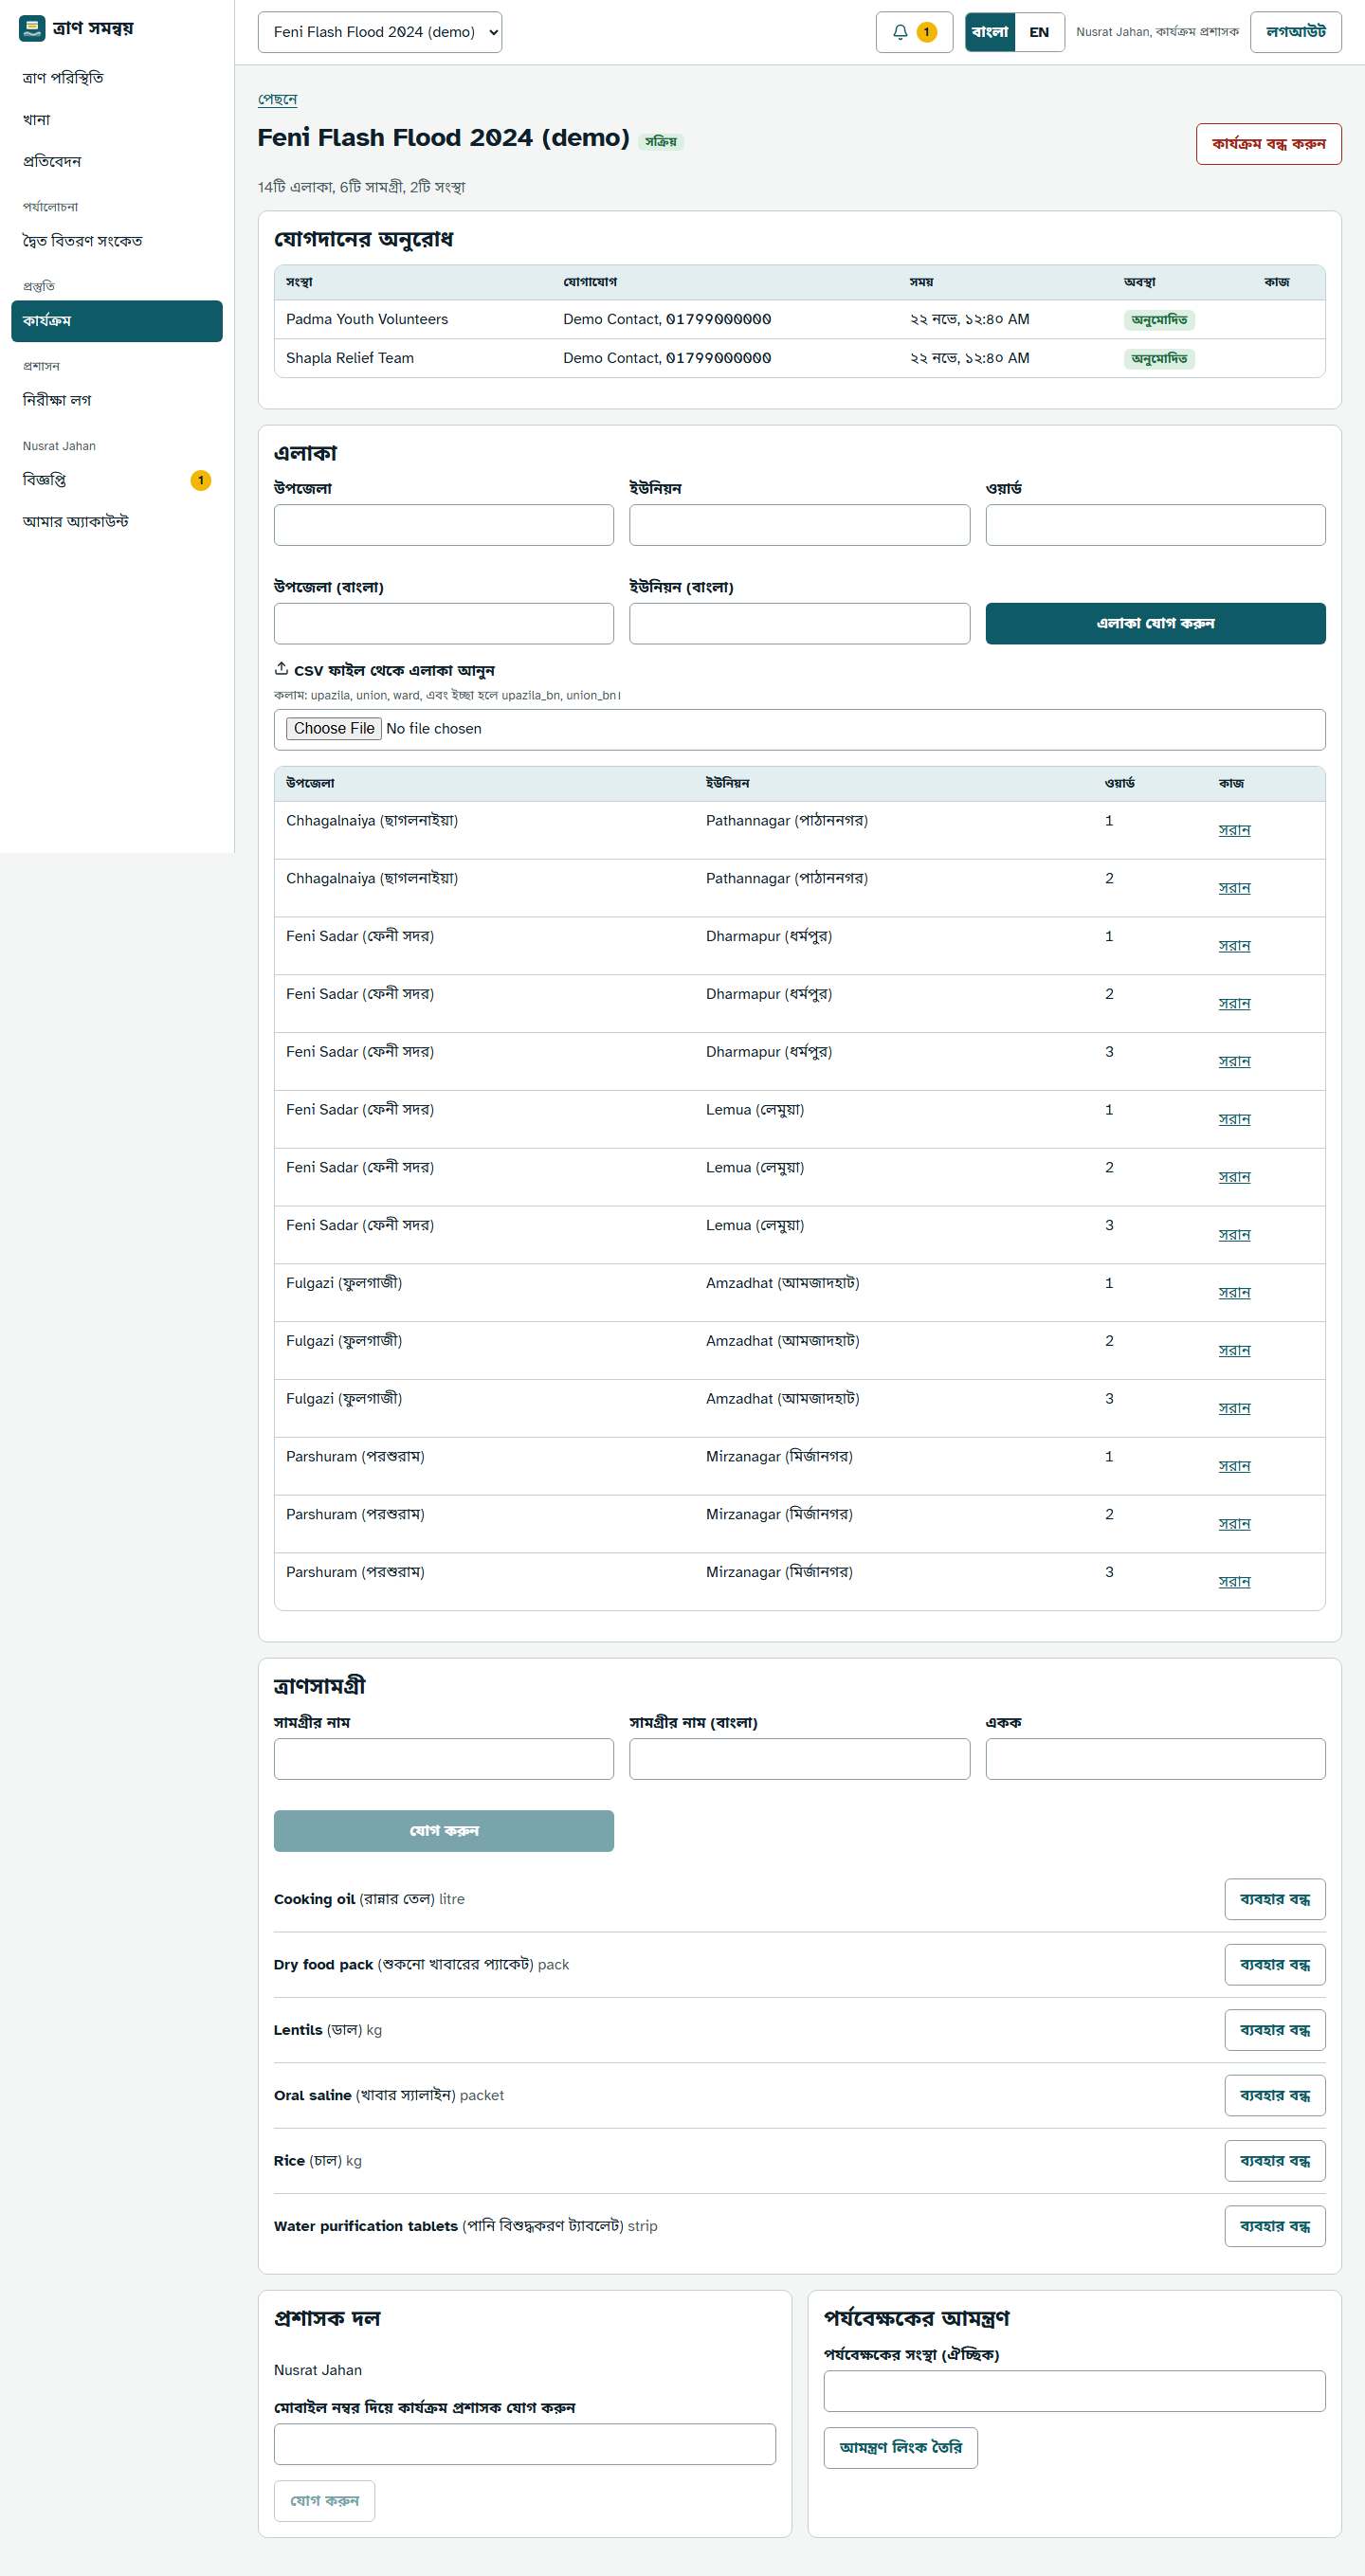 ত্রাণ সমন্বয়
ত্রাণ পরিস্থিতি
খানা
প্রতিবেদন
পর্যালোচনা
দ্বৈত বিতরণ সংকেত
প্রস্তুতি
কার্যক্রম
প্রশাসন
নিরীক্ষা লগ
Nusrat Jahan
বিজ্ঞপ্তি 1
আমার অ্যাকাউন্ট
Feni Flash Flood 2024 (demo)
1
বাংলা EN
Nusrat Jahan, কার্যক্রম প্রশাসক
লগআউট
পেছনে
Feni Flash Flood 2024 (demo) সক্রিয়
কার্যক্রম বন্ধ করুন
14টি এলাকা, 6টি সামগ্রী, 2টি সংস্থা
যোগদানের অনুরোধ
সংস্থা যোগাযোগ সময় অবস্থা কাজ
Padma Youth Volunteers Demo Contact, 01799000000 ২২ নভে, ১২:৪০ AM অনুমোদিত
Shapla Relief Team Demo Contact, 01799000000 ২২ নভে, ১২:৪০ AM অনুমোদিত
এলাকা
উপজেলা ইউনিয়ন ওয়ার্ড
উপজেলা (বাংলা) ইউনিয়ন (বাংলা)
এলাকা যোগ করুন
CSV ফাইল থেকে এলাকা আনুন
কলাম: upazila, union, ward, এবং ইচ্ছা হলে upazila_bn, union_bn।
Choose File No file chosen
উপজেলা ইউনিয়ন ওয়ার্ড কাজ
Chhagalnaiya (ছাগলনাইয়া) Pathannagar (পাঠাননগর) 1 সরান
Chhagalnaiya (ছাগলনাইয়া) Pathannagar (পাঠাননগর) 2 সরান
Feni Sadar (ফেনী সদর) Dharmapur (ধর্মপুর) 1 সরান
Feni Sadar (ফেনী সদর) Dharmapur (ধর্মপুর) 2 সরান
Feni Sadar (ফেনী সদর) Dharmapur (ধর্মপুর) 3 সরান
Feni Sadar (ফেনী সদর) Lemua (লেমুয়া) 1 সরান
Feni Sadar (ফেনী সদর) Lemua (লেমুয়া) 2 সরান
Feni Sadar (ফেনী সদর) Lemua (লেমুয়া) 3 সরান
Fulgazi (ফুলগাজী) Amzadhat (আমজাদহাট) 1 সরান
Fulgazi (ফুলগাজী) Amzadhat (আমজাদহাট) 2 সরান
Fulgazi (ফুলগাজী) Amzadhat (আমজাদহাট) 3 সরান
Parshuram (পরশুরাম) Mirzanagar (মির্জানগর) 1 সরান
Parshuram (পরশুরাম) Mirzanagar (মির্জানগর) 2 সরান
Parshuram (পরশুরাম) Mirzanagar (মির্জানগর) 3 সরান
ত্রাণসামগ্রী
সামগ্রীর নাম সামগ্রীর নাম (বাংলা) একক
যোগ করুন
Cooking oil (রান্নার তেল) litre ব্যবহার বন্ধ
Dry food pack (শুকনো খাবারের প্যাকেট) pack ব্যবহার বন্ধ
Lentils (ডাল) kg ব্যবহার বন্ধ
Oral saline (খাবার স্যালাইন) packet ব্যবহার বন্ধ
Rice (চাল) kg ব্যবহার বন্ধ
Water purification tablets (পানি বিশুদ্ধকরণ ট্যাবলেট) strip ব্যবহার বন্ধ
প্রশাসক দল
Nusrat Jahan
মোবাইল নম্বর দিয়ে কার্যক্রম প্রশাসক যোগ করুন
যোগ করুন
পর্যবেক্ষকের আমন্ত্রণ
পর্যবেক্ষকের সংস্থা (ঐচ্ছিক)
আমন্ত্রণ লিংক তৈরি